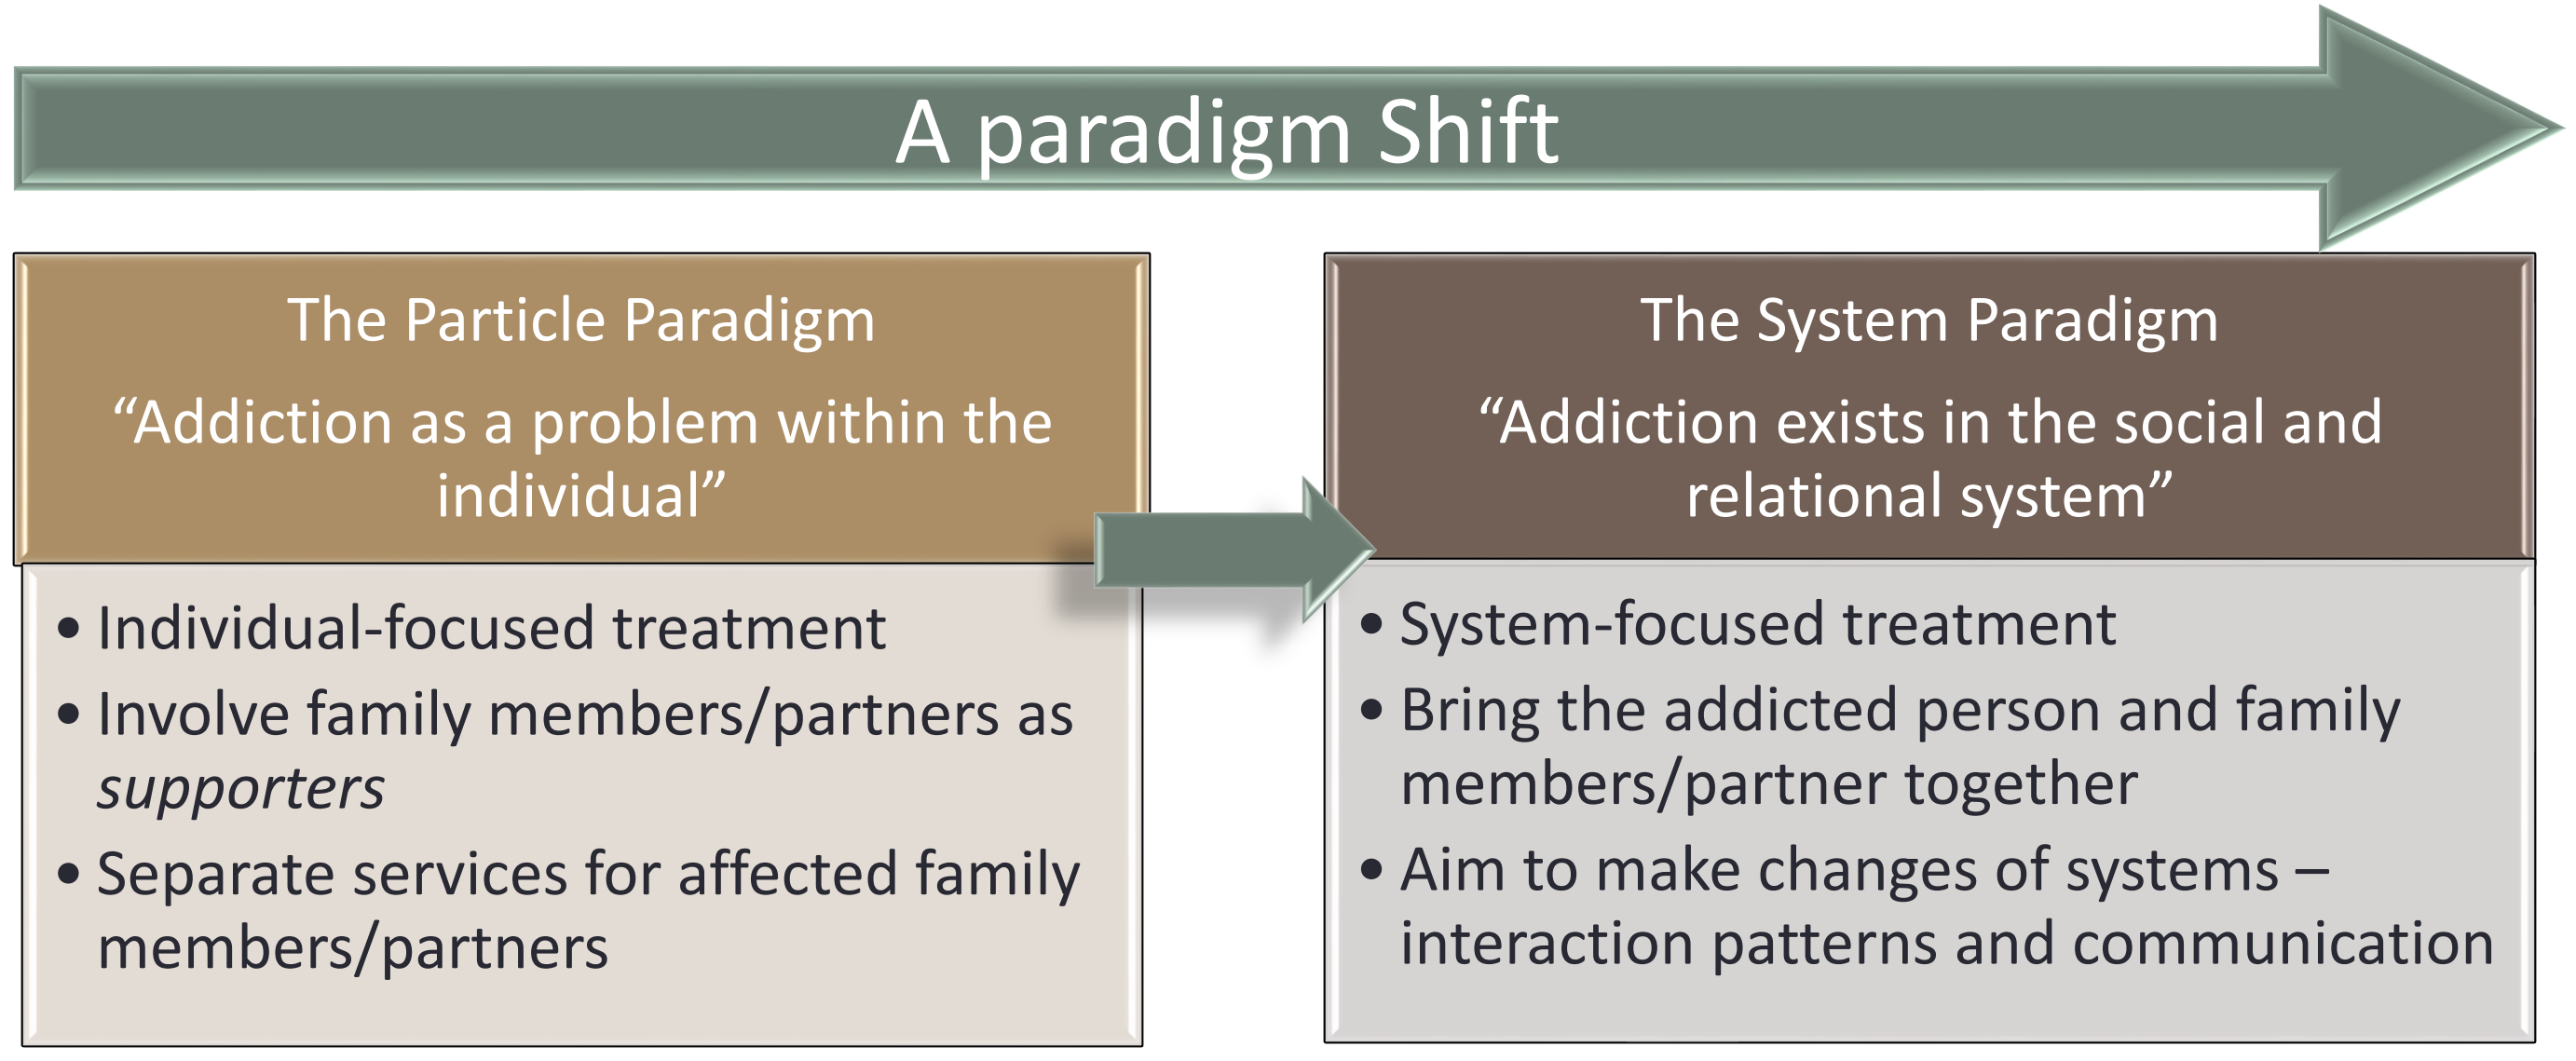 A paradigm Shift
The Particle Paradigm
“Addiction as a problem within the
individual”
• Individual-focused treatment
• Involve family members/partners as
supporters
• Separate services for affected family
members/partners
The System Paradigm
“Addiction exists in the social and
relational system”
• System-focused treatment
• Bring the addicted person and family
members/partner together
• Aim to make changes of systems –
interaction patterns and communication